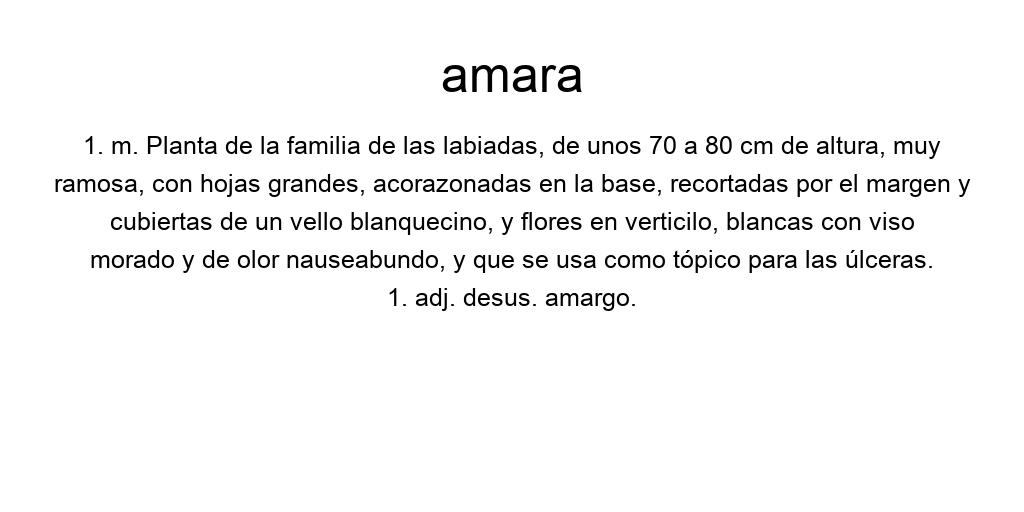 amara
1. m. Planta de la familia de las labiadas, de unos 70 a 80 cm de altura, muy
ramosa, con hojas grandes, acorazonadas en la base, recortadas por el margen y
cubiertas de un vello blanquecino, y flores en verticilo, blancas con viso
morado y de olor nauseabundo, y que se usa como tópico para las úlceras.
1. adj. desus. amargo.